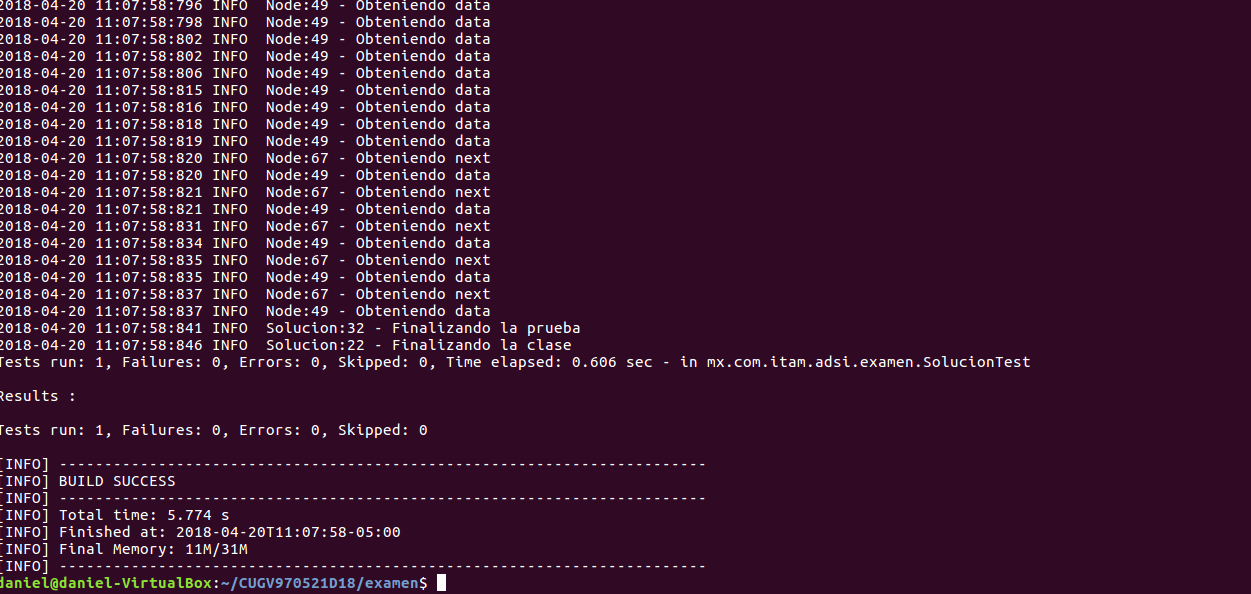 2018-04-20 11:07:58:796 INFO  Node:49 - Obteniendo data
2018-04-20 11:07:58:798 INFO  Node:49 - Obteniendo data
2018-04-20 11:07:58:802 INFO  Node:49 - Obteniendo data
2018-04-20 11:07:58:802 INFO  Node:49 - Obteniendo data
2018-04-20 11:07:58:806 INFO  Node:49 - Obteniendo data
2018-04-20 11:07:58:815 INFO  Node:49 - Obteniendo data
2018-04-20 11:07:58:816 INFO  Node:49 - Obteniendo data
2018-04-20 11:07:58:818 INFO  Node:49 - Obteniendo data
2018-04-20 11:07:58:819 INFO  Node:49 - Obteniendo data
2018-04-20 11:07:58:820 INFO  Node:67 - Obteniendo next
2018-04-20 11:07:58:820 INFO  Node:49 - Obteniendo data
2018-04-20 11:07:58:821 INFO  Node:67 - Obteniendo next
2018-04-20 11:07:58:821 INFO  Node:49 - Obteniendo data
2018-04-20 11:07:58:831 INFO  Node:67 - Obteniendo next
2018-04-20 11:07:58:834 INFO  Node:49 - Obteniendo data
2018-04-20 11:07:58:835 INFO  Node:67 - Obteniendo next
2018-04-20 11:07:58:835 INFO  Node:49 - Obteniendo data
2018-04-20 11:07:58:837 INFO  Node:67 - Obteniendo next
2018-04-20 11:07:58:837 INFO  Node:49 - Obteniendo data
2018-04-20 11:07:58:841 INFO  Solucion:32 - Finalizando la prueba
2018-04-20 11:07:58:846 INFO  Solucion:22 - Finalizando la clase
Tests run: 1, Failures: 0, Errors: 0, Skipped: 0, Time elapsed: 0.606 sec - in mx.com.itam.adsi.examen.SolucionTest
Results :
Tests run: 1, Failures: 0, Errors: 0, Skipped: 0
[INFO] ------------------------------------------------------------------------
[INFO] BUILD SUCCESS
[INFO] ------------------------------------------------------------------------
[INFO] Total time: 5.774 s
[INFO] Finished at: 2018-04-20T11:07:58-05:00
[INFO] Final Memory: 11M/31M
[INFO] ------------------------------------------------------------------------
daniel@daniel-VirtualBox:~/CUGV970521D18/examen$